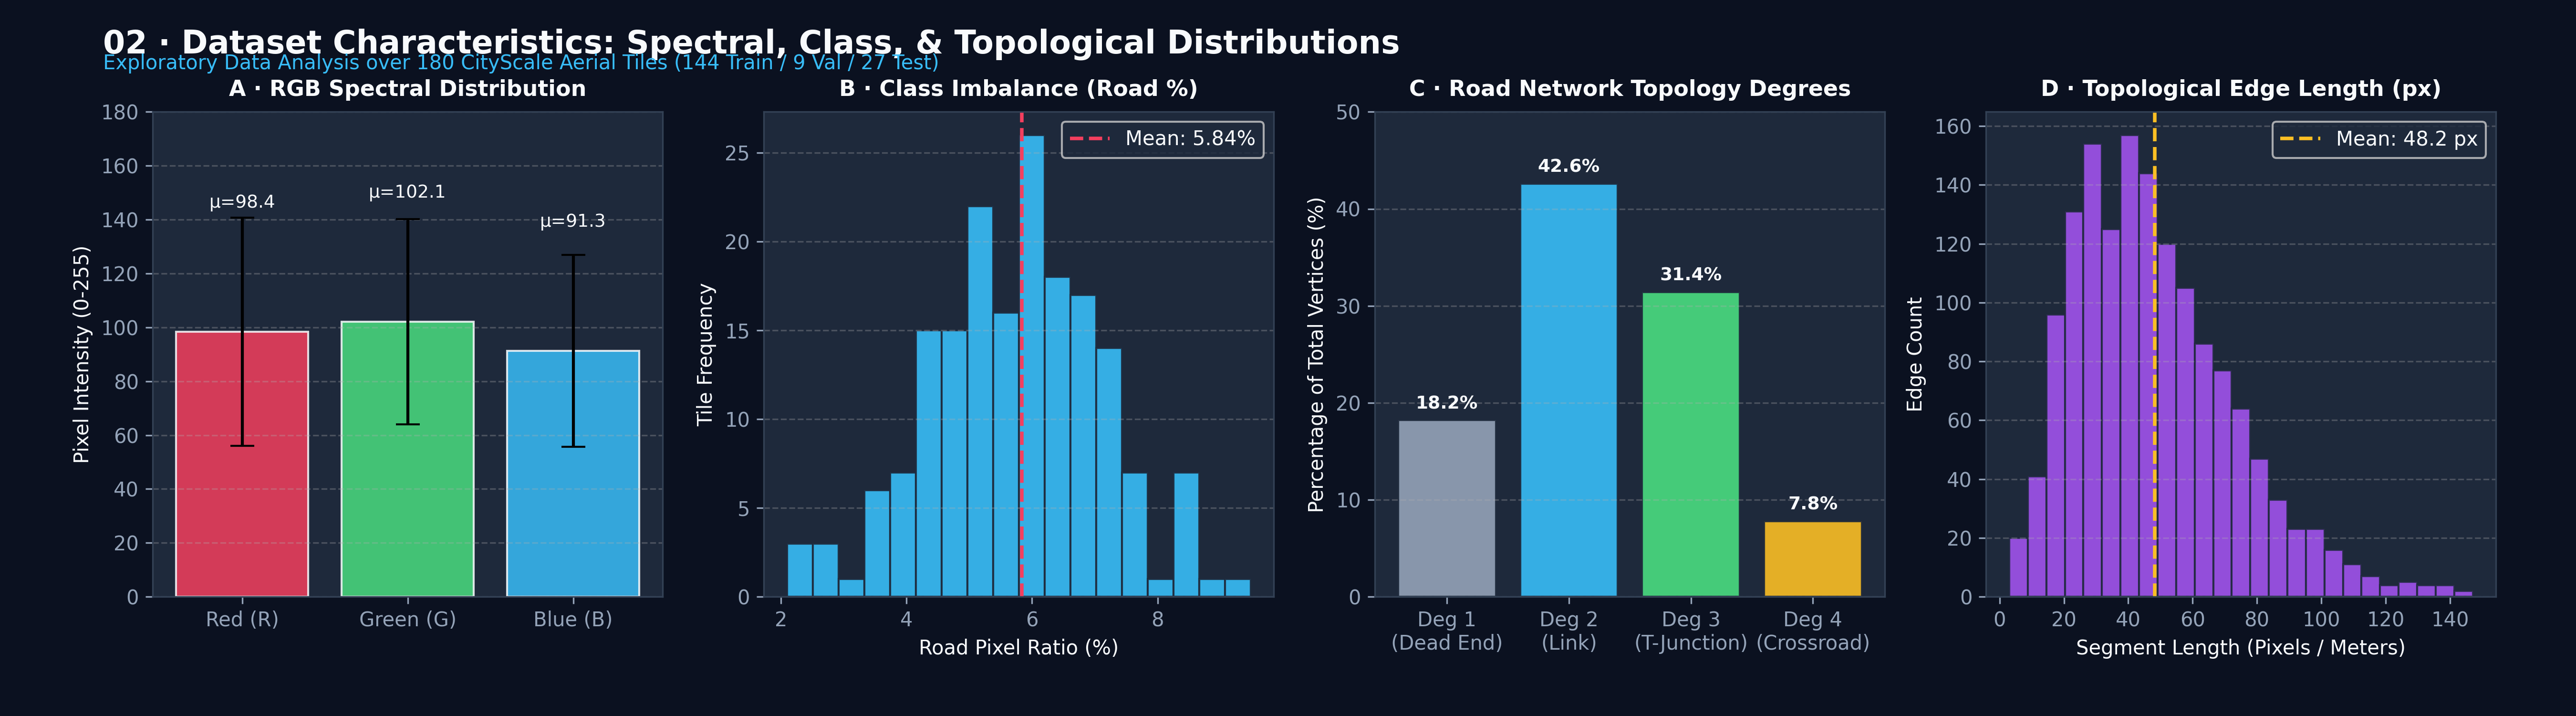 02 · Dataset Characteristics: Spectral, Class, & Topological Distributions
Exploratory Data Analysis over 180 CityScale Aerial Tiles (144 Train / 9 Val / 27 Test)
A · RGB Spectral Distribution
Pixel Intensity (0-255)
180
160
140
120
100
80
60
40
20
0
μ=98.4
μ=102.1
μ=91.3
Red (R)
Green (G)
Blue (B)
B · Class Imbalance (Road %)
Mean: 5.84%
Tile Frequency
25
20
15
10
5
0
2
4
6
8
Road Pixel Ratio (%)
C · Road Network Topology Degrees
Percentage of Total Vertices (%)
50
40
30
20
10
0
18.2%
42.6%
31.4%
7.8%
Deg 1
(Dead End)
Deg 2
(Link)
Deg 3
(T-Junction)
Deg 4
(Crossroad)
D · Topological Edge Length (px)
Mean: 48.2 px
Edge Count
160
140
120
100
80
60
40
20
0
0
20
40
60
80
100
120
140
Segment Length (Pixels / Meters)